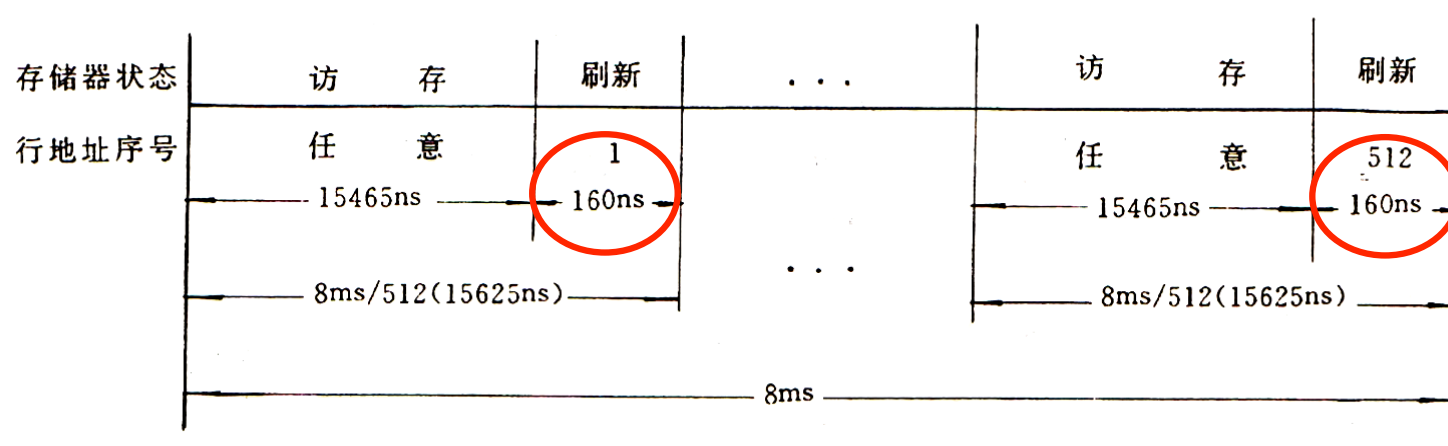 存储器状态 访 存 刷新 ... 访 存 刷新
行地址序号 任 意 1 任 意 512
15465ns 160ns 15465ns 160ns
...
8ms/512(15625ns) 8ms/512(15625ns)
8ms